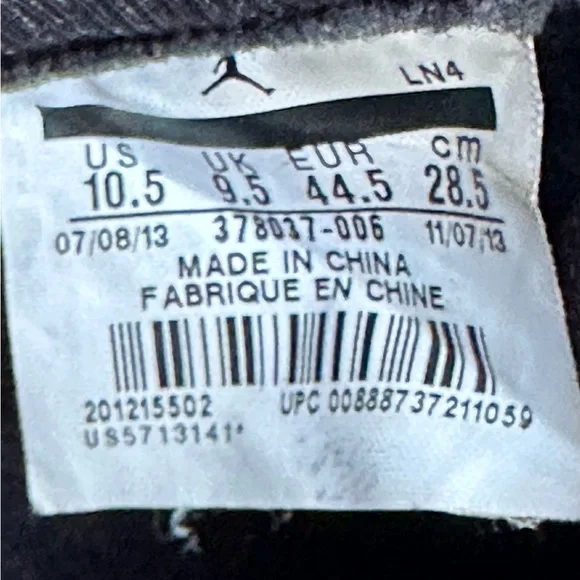 LN4
US UK EUR cm
10.5 9.5 44.5 28.5
07/08/13 378037-006 11/07/13
MADE IN CHINA
FABRIQUE EN CHINE
201215502 UPC 00888737211059
US5713141*